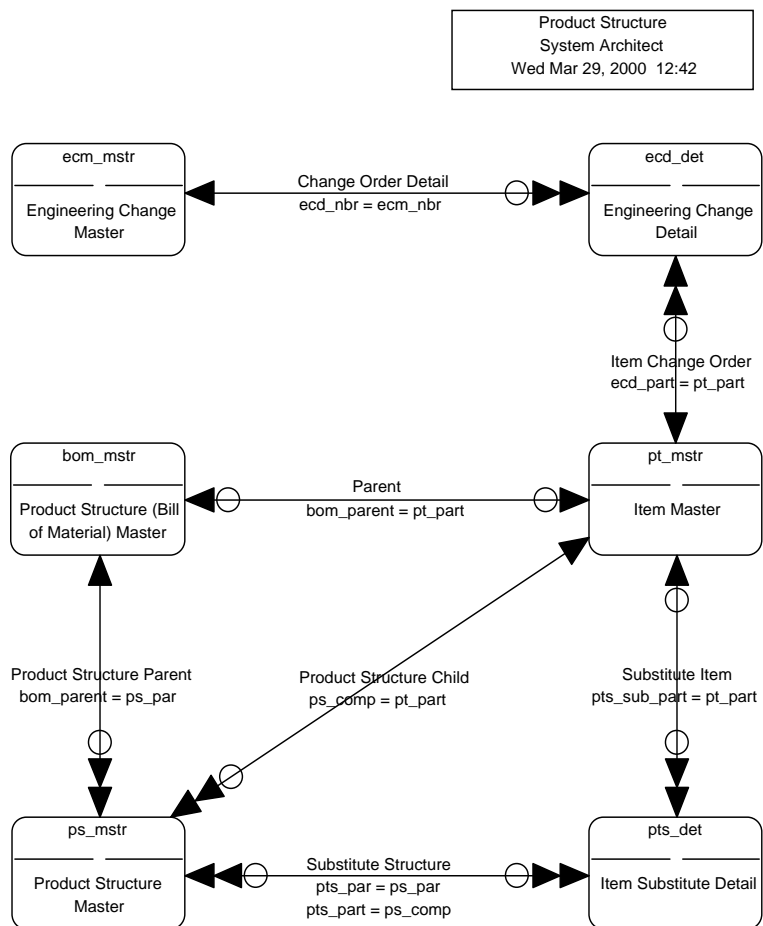 Product Structure
System Architect
Wed Mar 29, 2000  12:42
ecm_mstr
Engineering Change
Master
Change Order Detail
ecd_nbr = ecm_nbr
ecd_det
Engineering Change
Detail
Item Change Order
ecd_part = pt_part
bom_mstr
Product Structure (Bill
of Material) Master
Parent
bom_parent = pt_part
pt_mstr
Item Master
Product Structure Parent
bom_parent = ps_par
Product Structure Child
ps_comp = pt_part
Substitute Item
pts_sub_part = pt_part
ps_mstr
Product Structure
Master
Substitute Structure
pts_par = ps_par
pts_part = ps_comp
pts_det
Item Substitute Detail